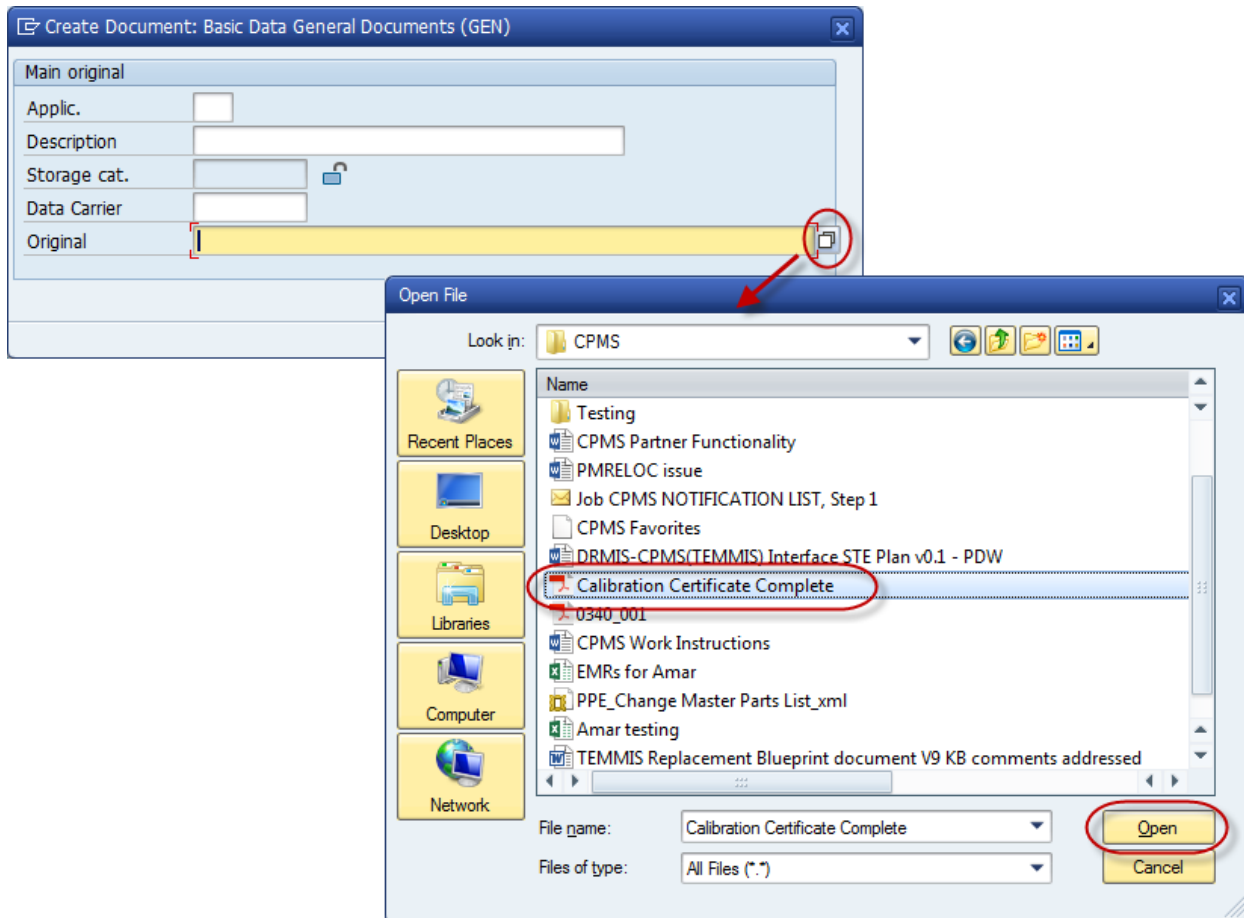 Create Document: Basic Data General Documents (GEN)
Main original
Applic.
Description
Storage cat.
Data Carrier
Original
Open File
Look in:
CPMS
Recent Places
Desktop
Libraries
Computer
Network
Name
Testing
CPMS Partner Functionality
PMRELOC issue
Job CPMS NOTIFICATION LIST, Step 1
CPMS Favorites
DRMIS-CPMS(TEMMIS) Interface STE Plan v0.1 - PDW
Calibration Certificate Complete
0340_001
CPMS Work Instructions
EMRs for Amar
PPE_Change Master Parts List_xml
Amar testing
TEMMIS Replacement Blueprint document V9 KB comments addressed
File name: Calibration Certificate Complete Open
Files of type: All Files (*.*) Cancel